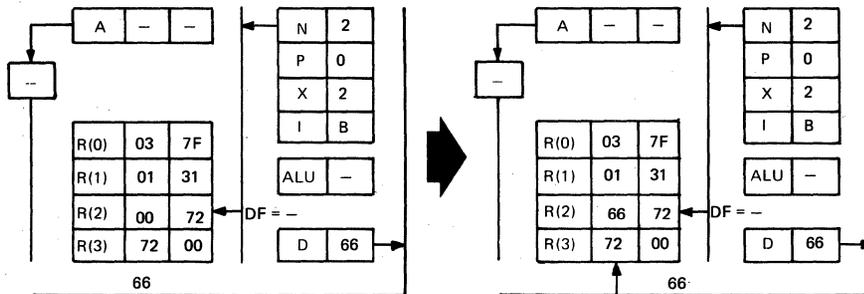 A — — N 2
-- P 0
X 2
I B
R(0) 03 7F
R(1) 01 31
R(2) 00 72
R(3) 72 00
ALU —
DF = —
D 66
66
A — — N 2
— P 0
X 2
I B
R(0) 03 7F
R(1) 01 31
R(2) 66 72
R(3) 72 00
ALU —
DF = —
D 66
66